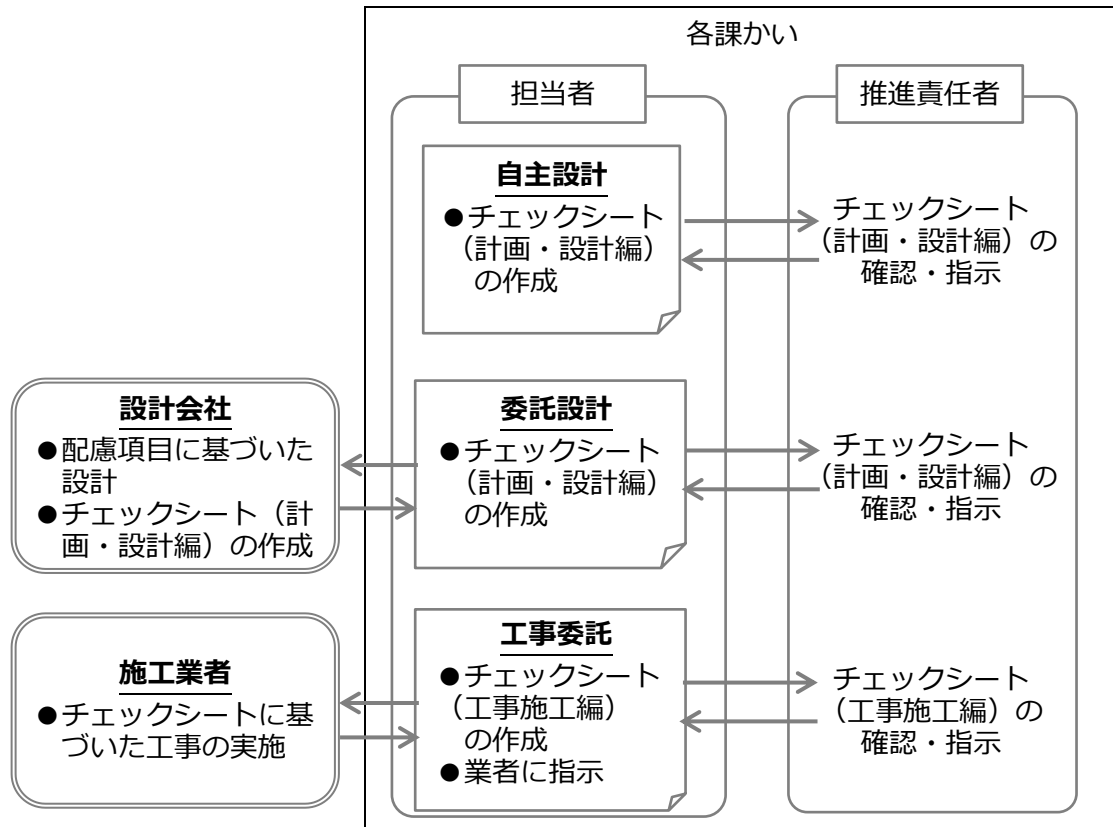 各課かい
担当者
推進責任者
自主設計
●チェックシート
(計画・設計編)
の作成
チェックシート
(計画・設計編)の
確認・指示
設計会社
●配慮項目に基づいた
設計
●チェックシート(計
画・設計編)の作成
委託設計
●チェックシート
(計画・設計編)
の作成
チェックシート
(計画・設計編)の
確認・指示
施工業者
●チェックシートに基
づいた工事の実施
工事委託
●チェックシート
(工事施工編)
の作成
●業者に指示
チェックシート
(工事施工編)の
確認・指示